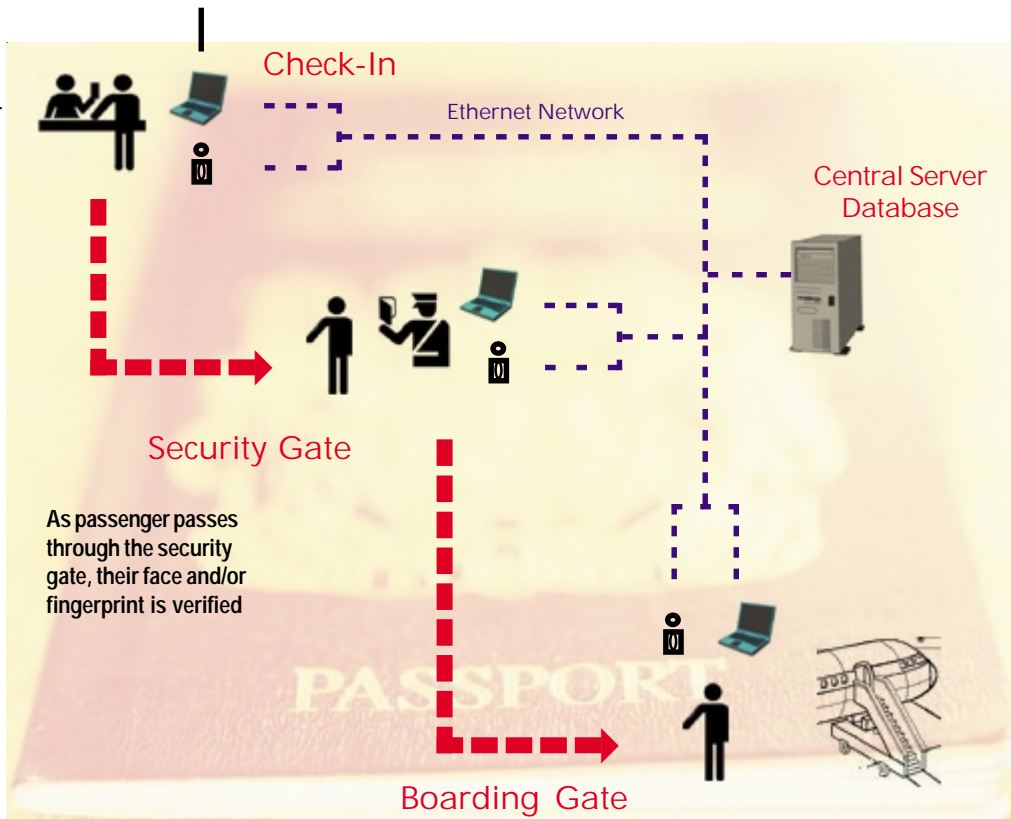 Check-In
Ethernet Network
Central Server
Database
Security Gate
As passenger passes
through the security
gate, their face and/or
fingerprint is verified
PASSPORT
Boarding Gate